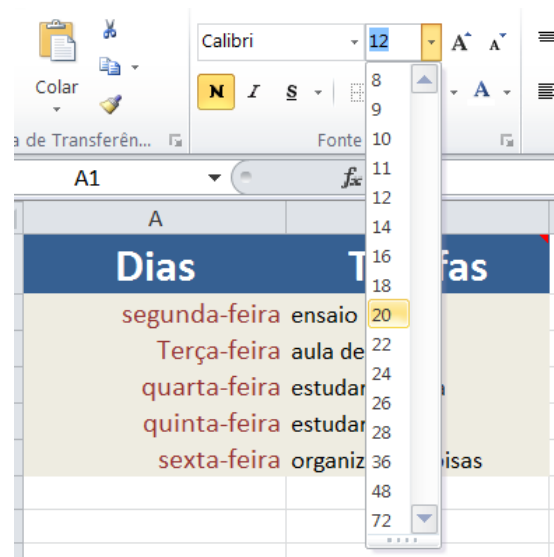 Calibri 12
Colar
N I S A A A
a de Transferên... Fonte
A1 fx
A
Dias T fas
segunda-feira ensaio
Terça-feira aula de
quarta-feira estudar
quinta-feira estudar
sexta-feira organiz isas
8
9
10
11
12
14
16
18
20
22
24
26
28
36
48
72